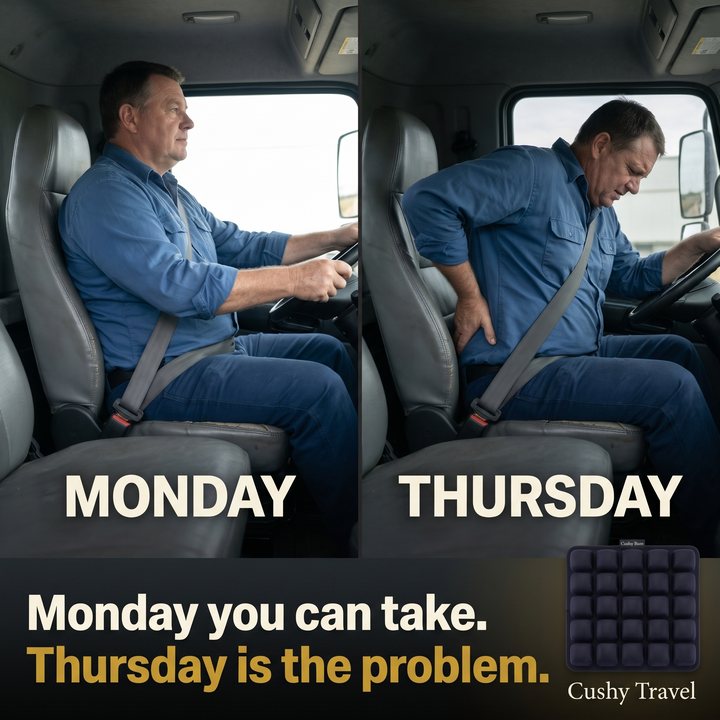 MONDAY
THURSDAY
Monday you can take.
Thursday is the problem.
Cushy Travel